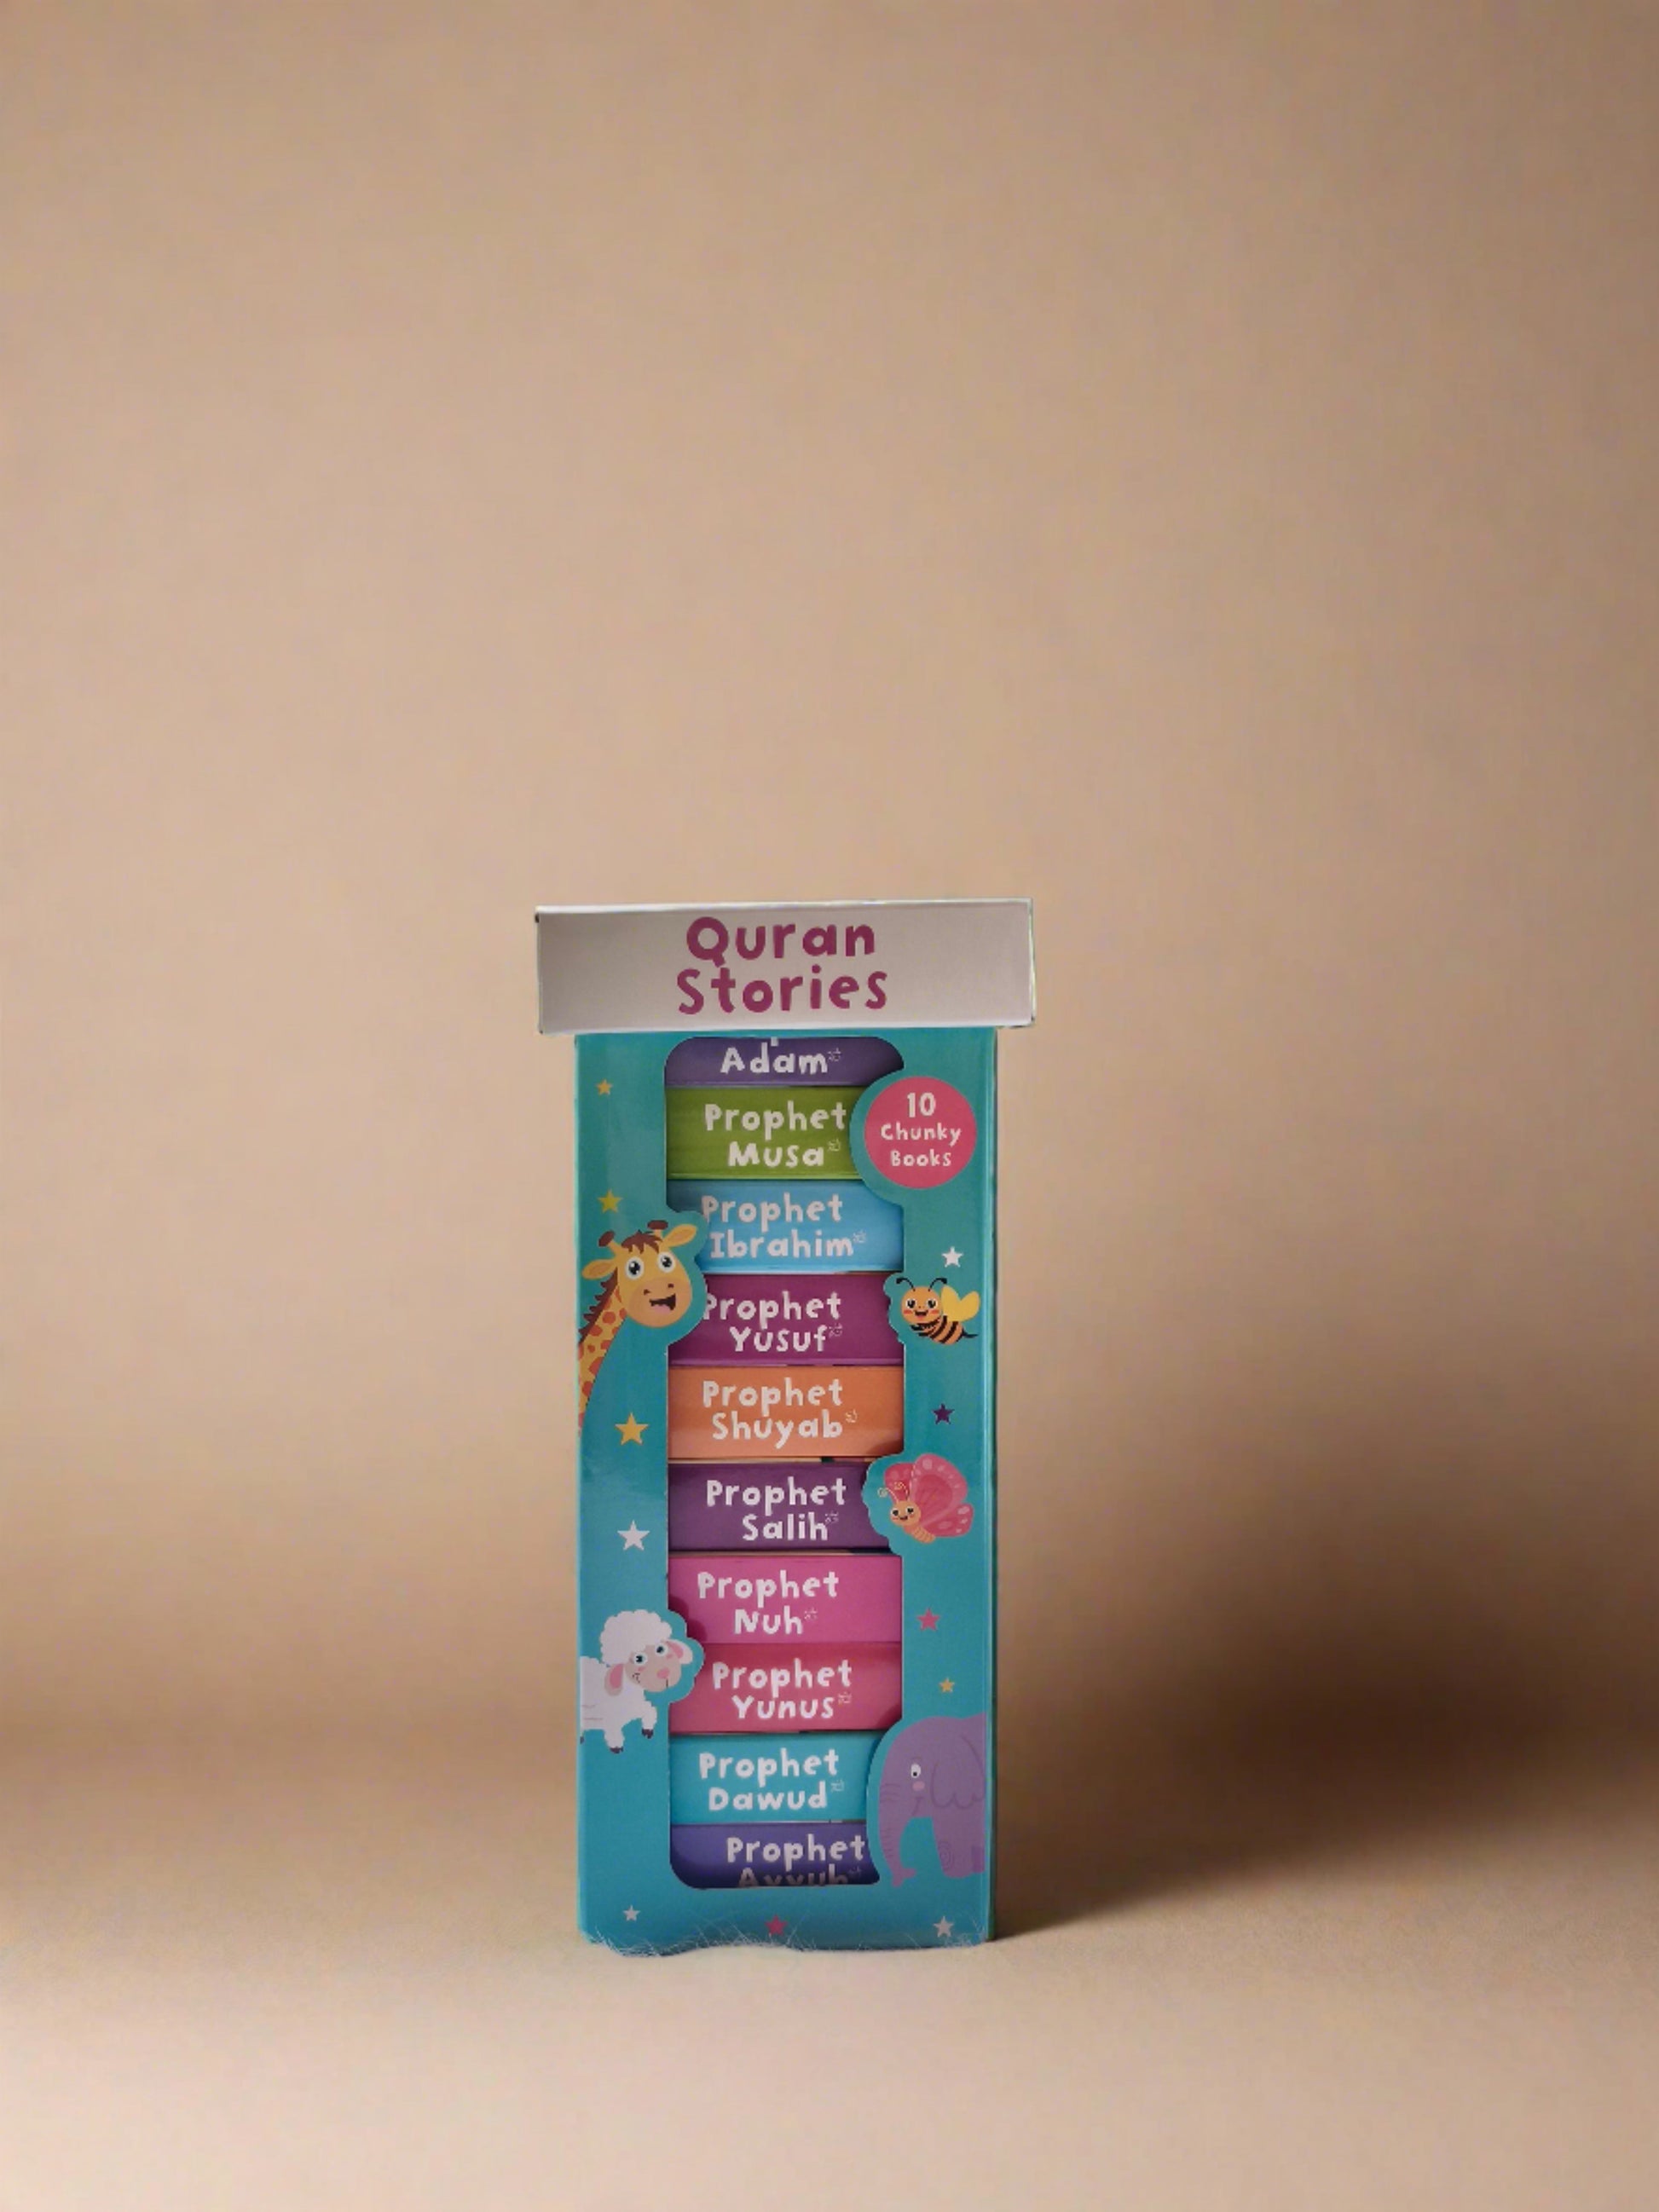 Quran
Stories
Adam
10
Chunky
Books
Prophet
Musa
Prophet
Ibrahim
Prophet
Yusuf
Prophet
Shuyab
Prophet
Salih
Prophet
Nuh
Prophet
Yunus
Prophet
Dawud
Prophet
Ayyub